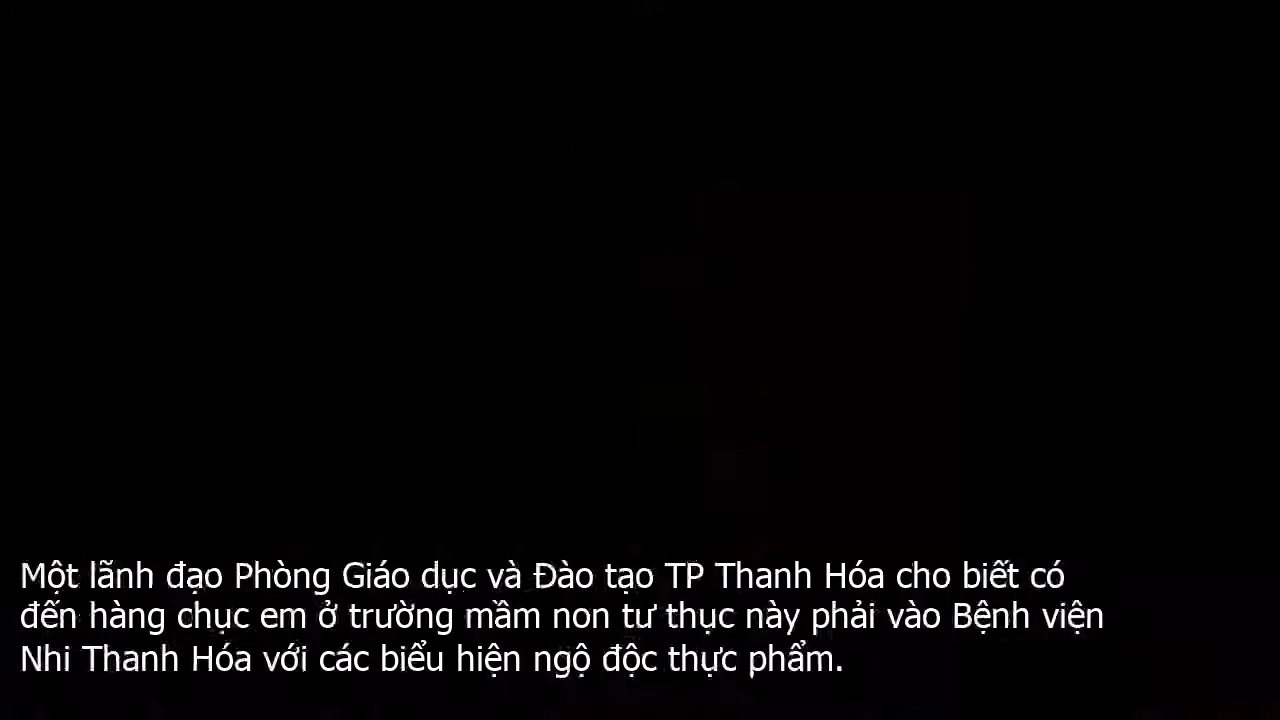 Một lãnh đạo Phòng Giáo dục và Đào tạo TP Thanh Hóa cho biết có
đến hàng chục em ở trường mầm non tư thục này phải vào Bệnh viện
Nhi Thanh Hóa với các biểu hiện ngộ độc thực phẩm.